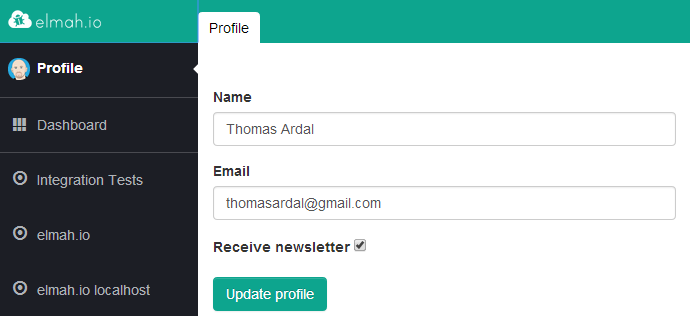 elmah.io
Profile
Profile
Dashboard
Integration Tests
elmah.io
elmah.io localhost
Name
Thomas Ardal
Email
thomasardal@gmail.com
Receive newsletter
Update profile